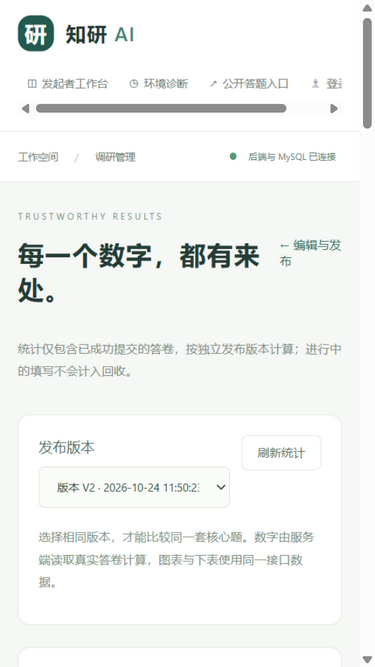 研 知研 AI
发起者工作台 环境诊断 ↗ 公开答题入口 登录
工作空间 / 调研管理 后端与 MySQL 已连接
TRUSTWORTHY RESULTS
每一个数字，都有来
处。
← 编辑与发
布
统计仅包含已成功提交的答卷，按独立发布版本计算；进行中
的填写不会计入回收。
发布版本
刷新统计
版本 V2 · 2026-10-24 11:50:2
选择相同版本，才能比较同一套核心题。数字由服务
端读取真实答卷计算，图表与下表使用同一接口数
据。